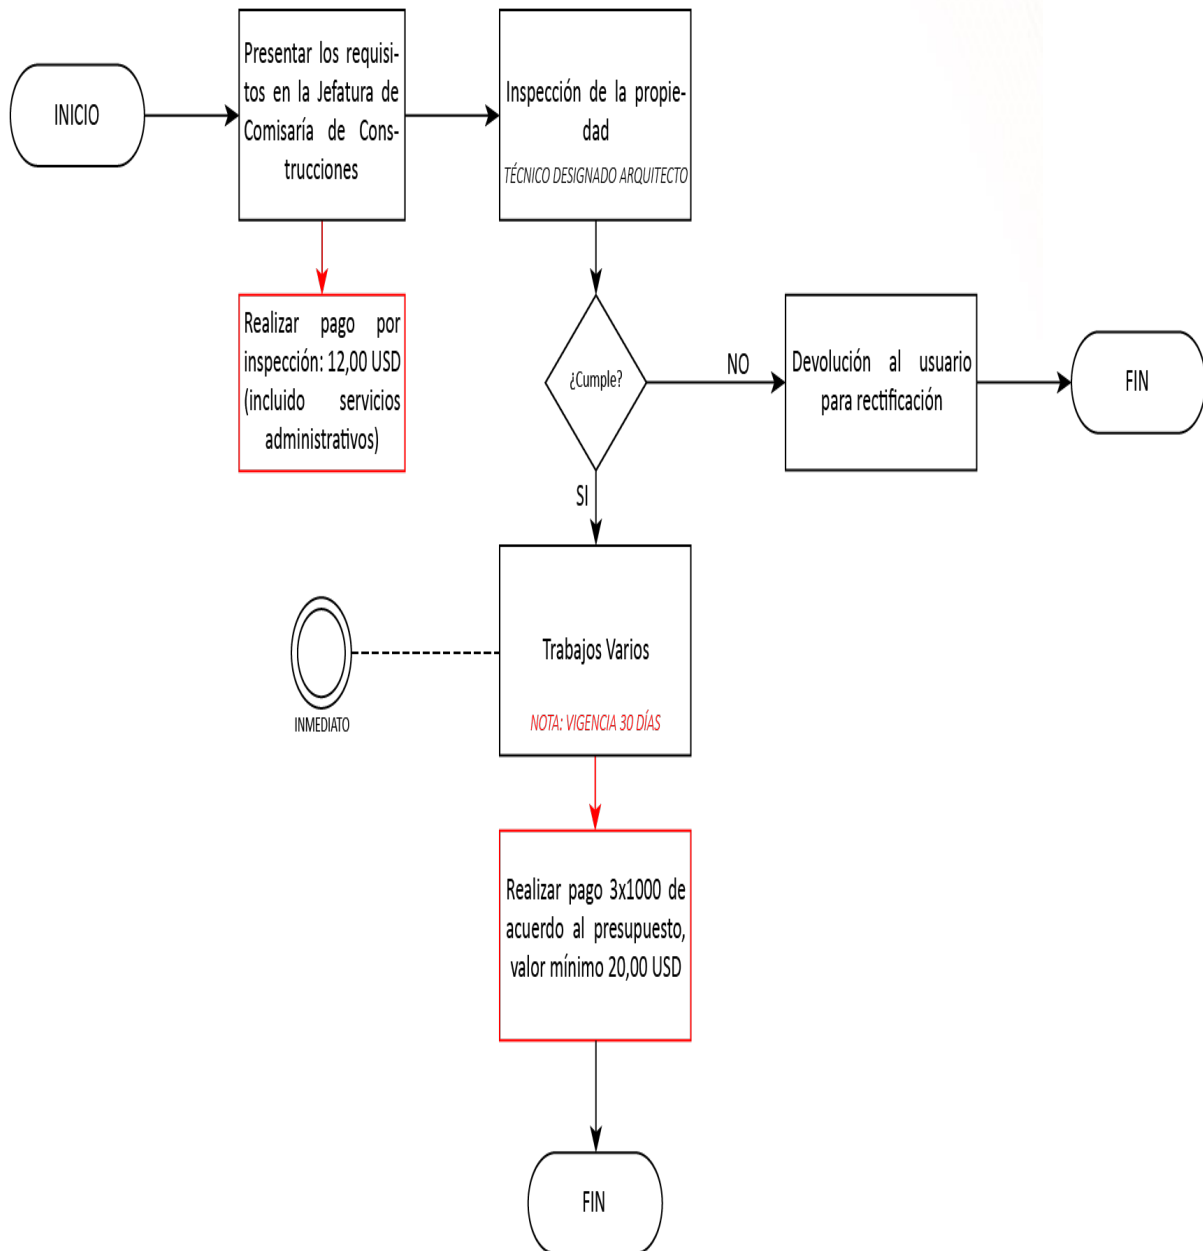 INICIO
Presentar los requisi-
tos en la Jefatura de
Comisaría de Cons-
trucciones
Inspección de la propie-
dad
TÉCNICO DESIGNADO ARQUITECTO
Realizar pago por
inspección: 12,00 USD
(incluido servicios
administrativos)
¿Cumple?
NO
Devolución al usuario
para rectificación
FIN
SI
Trabajos Varios
NOTA: VIGENCIA 30 DÍAS
INMEDIATO
Realizar pago 3x1000 de
acuerdo al presupuesto,
valor mínimo 20,00 USD
FIN